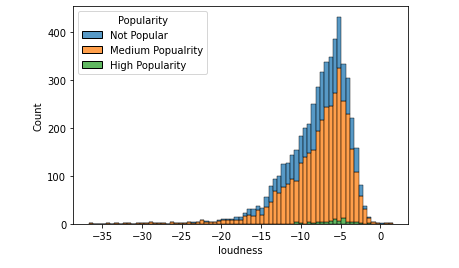 Popularity
Not Popular
Medium Popualrity
High Popularity
400
300
200
100
0
Count
−35
−30
−25
−20
−15
−10
−5
0
loudness